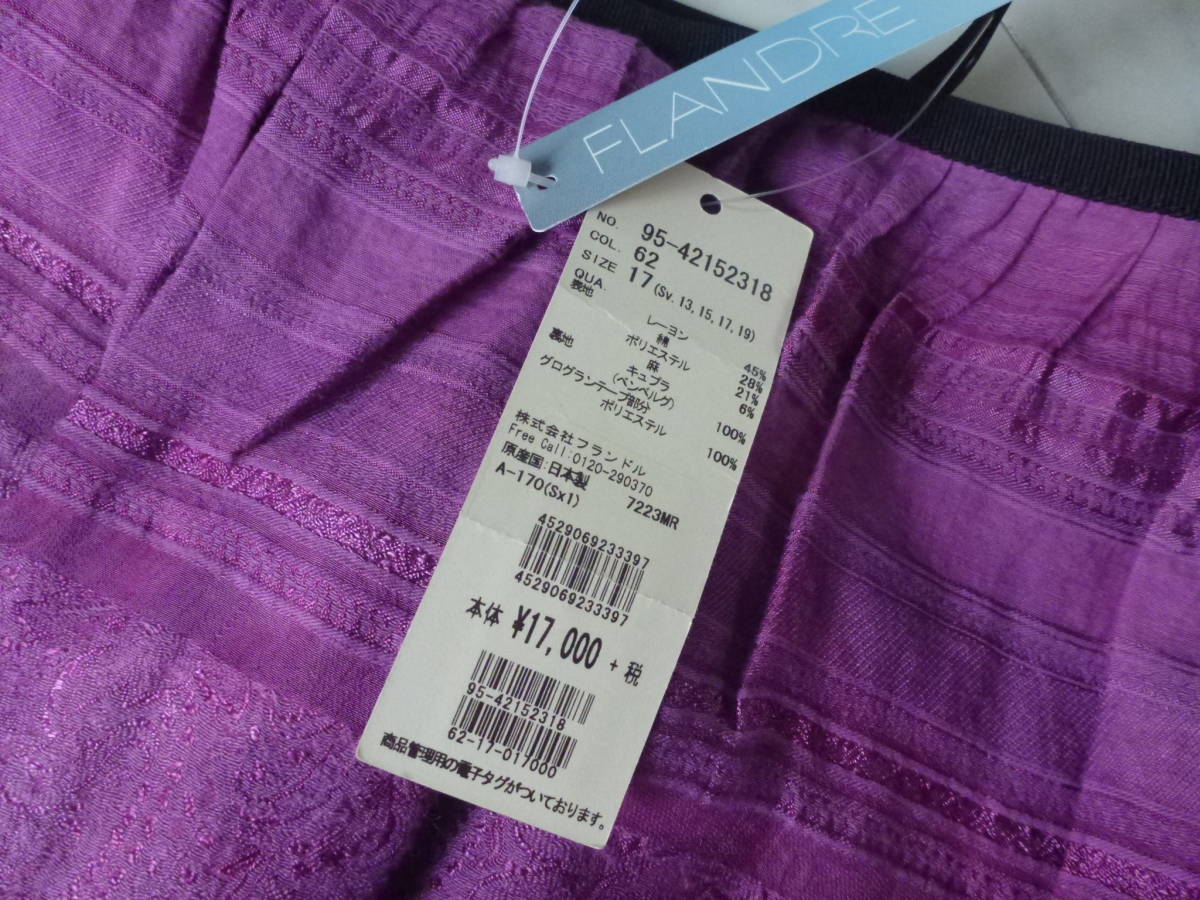 FLANDRE
NO. 95-42152318
COL. 62
SIZE 17 (Sv. 13, 15, 17, 19)
QUA.
表地 レーヨン 45%
綿 28%
ポリエステル 21%
麻 6%
裏地 キュプラ 100%
(ベンベルグ)
グログランテープ部分
ポリエステル 100%
株式会社フランドル
Free Call:0120-290370
原産国:日本製
A-170(Sx1) 7223MR
4529069233397
4529069233397
本体 ¥17,000 + 税
95-42152318
62-17-017000
商品管理用の電子タグがついております。